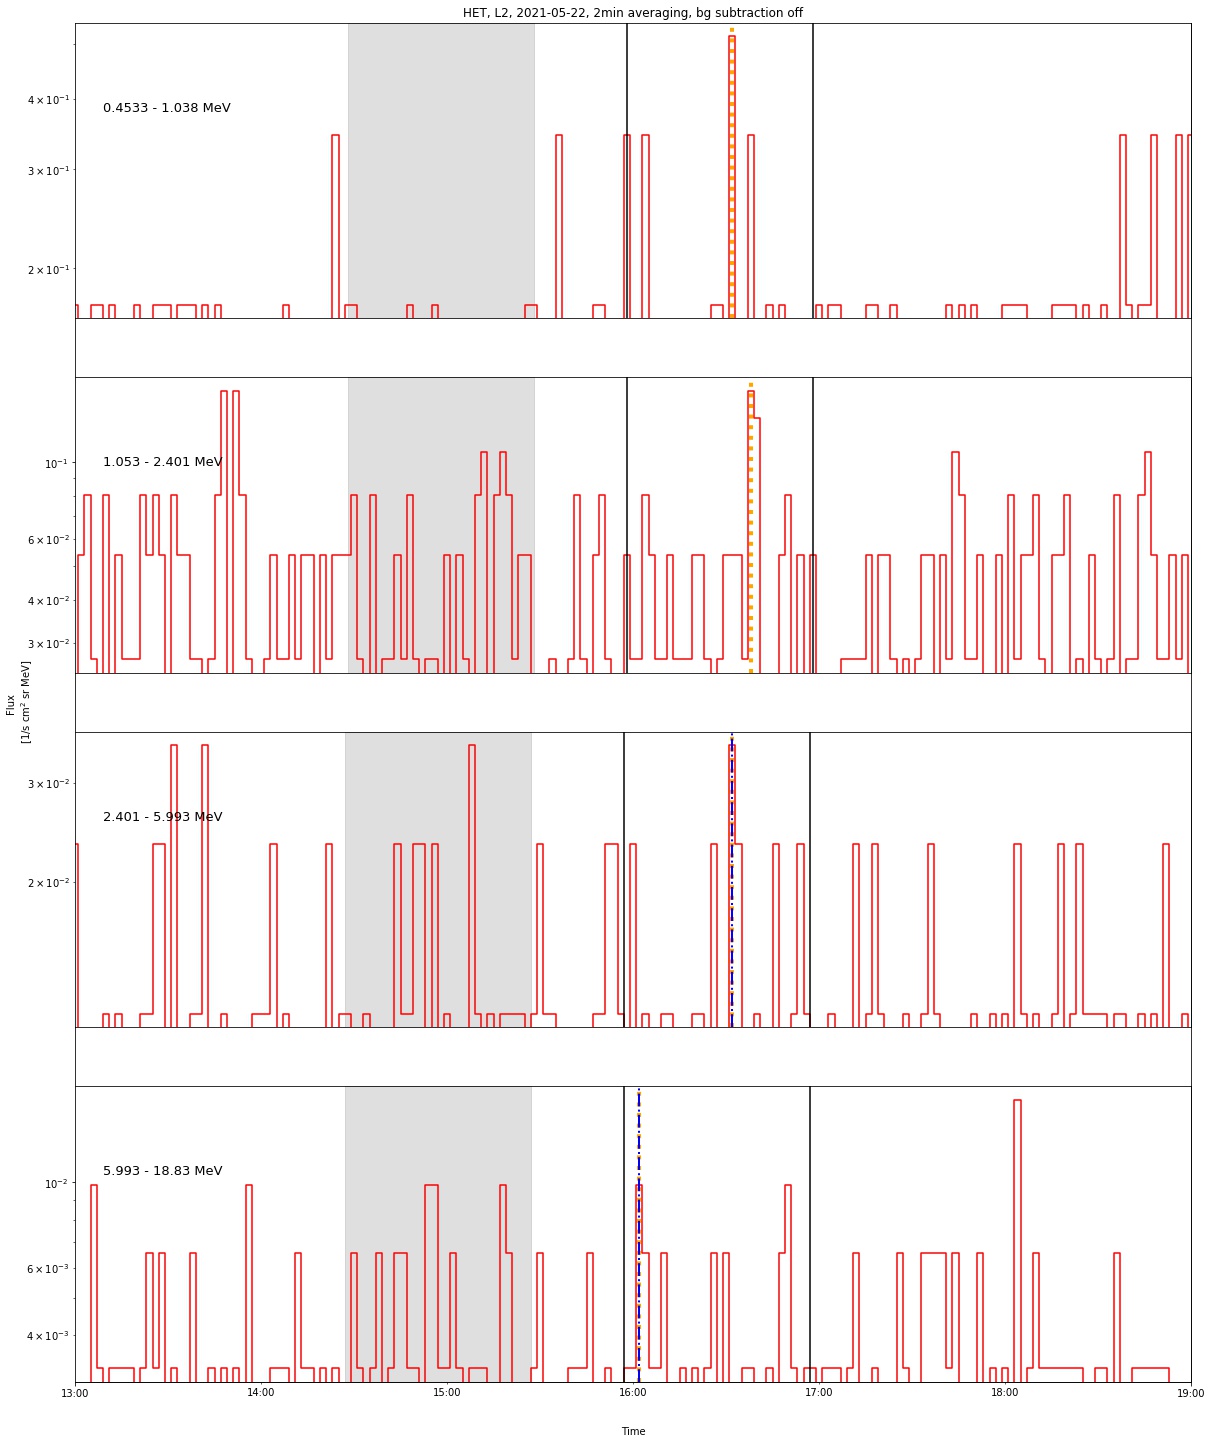 HET, L2, 2021-05-22, 2min averaging, bg subtraction off
0.4533 - 1.038 MeV
4 × 10⁻¹
3 × 10⁻¹
2 × 10⁻¹
1.053 - 2.401 MeV
10⁻¹
6 × 10⁻²
4 × 10⁻²
3 × 10⁻²
Flux
[1/s cm² sr MeV]
2.401 - 5.993 MeV
3 × 10⁻²
2 × 10⁻²
5.993 - 18.83 MeV
10⁻²
6 × 10⁻³
4 × 10⁻³
13:00 14:00 15:00 16:00 17:00 18:00 19:00
Time